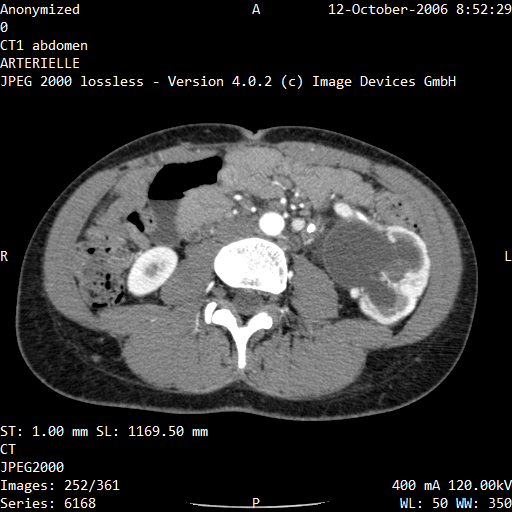 Anonymized A 12-October-2006 8:52:29
0
CT1 abdomen
ARTERIELLE
JPEG 2000 lossless - Version 4.0.2 (c) Image Devices GmbH
R L
ST: 1.00 mm SL: 1169.50 mm
CT
JPEG2000
Images: 252/361 400 mA 120.00kV
Series: 6168 P WL: 50 WW: 350